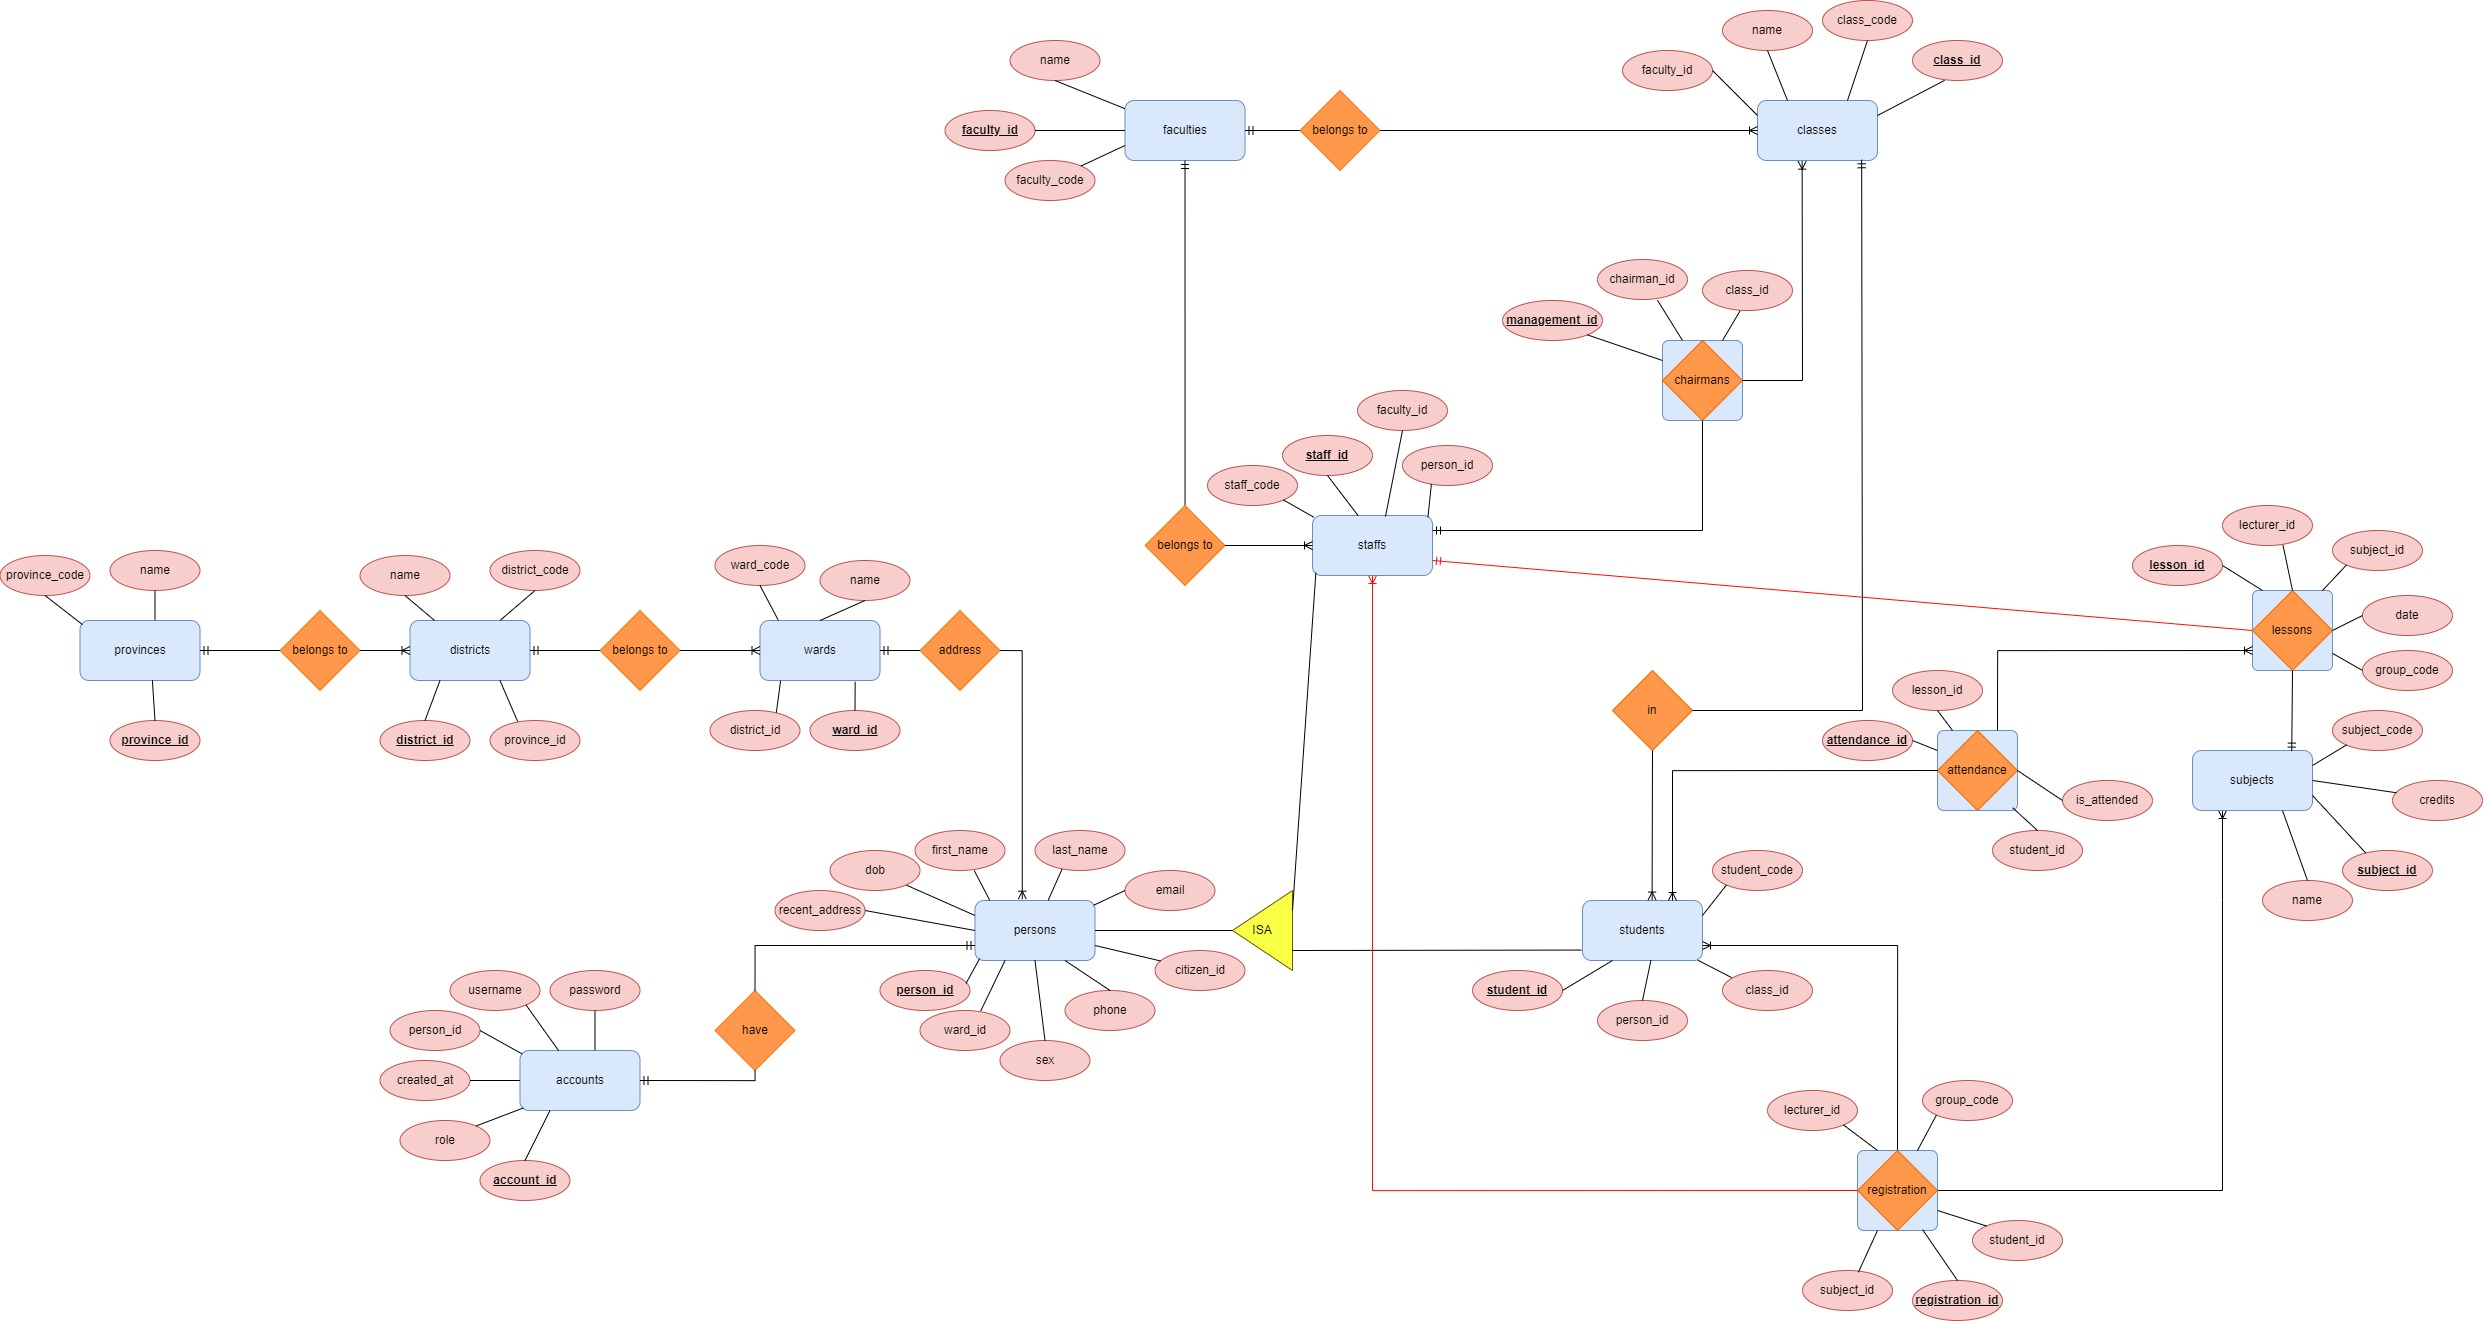 class_code
name
class_id
name
faculty_id
faculty_id
faculties
belongs to
classes
faculty_code
chairman_id
class_id
management_id
chairmans
faculty_id
staff_id
person_id
staff_code
staffs
belongs to
lecturer_id
subject_id
lesson_id
date
lessons
group_code
province_code
name
name
district_code
ward_code
name
provinces
belongs to
districts
belongs to
wards
address
province_id
district_id
province_id
district_id
ward_id
in
lesson_id
attendance_id
attendance
is_attended
student_id
subject_code
subjects
credits
subject_id
name
first_name
last_name
dob
email
recent_address
persons
ISA
citizen_id
person_id
phone
ward_id
sex
student_code
students
student_id
class_id
person_id
username
password
person_id
have
created_at
accounts
role
account_id
group_code
lecturer_id
registration
student_id
subject_id
registration_id